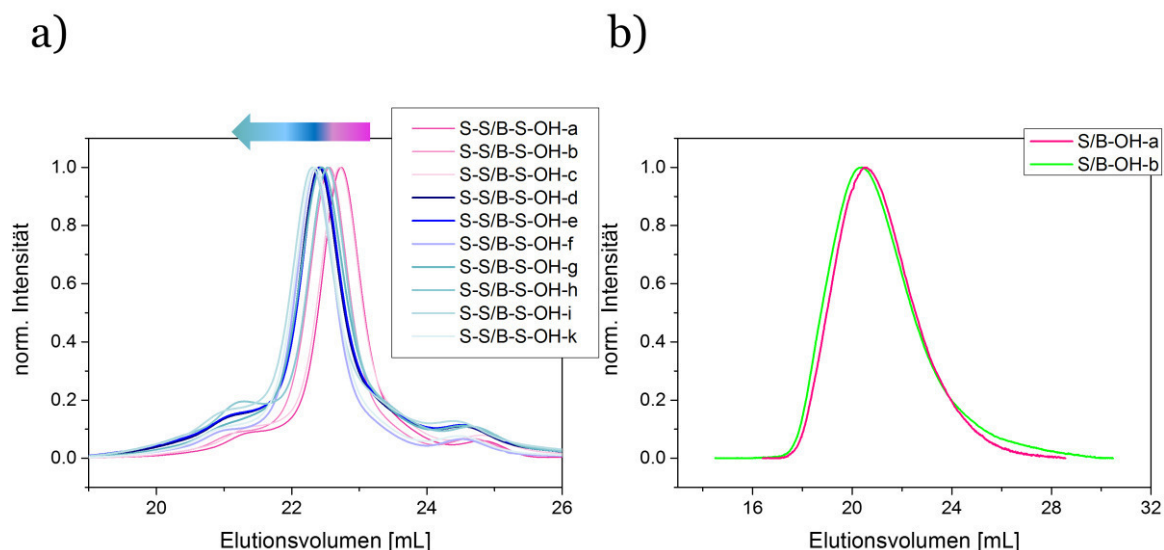 a)
S-S/B-S-OH-a
S-S/B-S-OH-b
S-S/B-S-OH-c
S-S/B-S-OH-d
S-S/B-S-OH-e
S-S/B-S-OH-f
S-S/B-S-OH-g
S-S/B-S-OH-h
S-S/B-S-OH-i
S-S/B-S-OH-k
norm. Intensität
1.0
0.8
0.6
0.4
0.2
0.0
20 22 24 26
Elutionsvolumen [mL]
b)
S/B-OH-a
S/B-OH-b
norm. Intensität
1.0
0.8
0.6
0.4
0.2
0.0
16 20 24 28 32
Elutionsvolumen [mL]